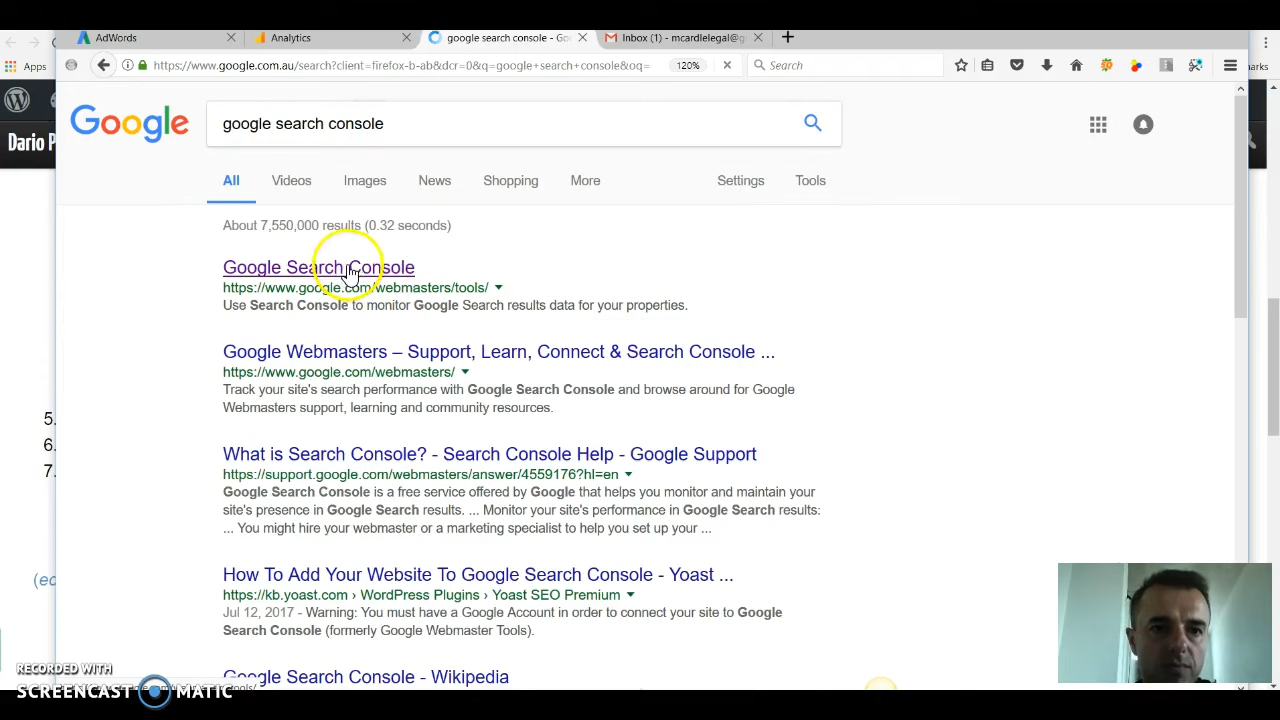 AdWords
Analytics
google search console - Go
Inbox (1) - mcardlelegal@g
Apps
https://www.google.com.au/search?client=firefox-b-ab&dcr=0&q=google+search+console&oq=
120%
Search
Dario P
Google
google search console
All
Videos
Images
News
Shopping
More
Settings
Tools
About 7,550,000 results (0.32 seconds)
Google Search Console
https://www.google.com/webmasters/tools/
Use Search Console to monitor Google Search results data for your properties.
Google Webmasters – Support, Learn, Connect & Search Console ...
https://www.google.com/webmasters/
Track your site's search performance with Google Search Console and browse around for Google
Webmasters support, learning and community resources.
5.
6.
7.
What is Search Console? - Search Console Help - Google Support
https://support.google.com/webmasters/answer/4559176?hl=en
Google Search Console is a free service offered by Google that helps you monitor and maintain your
site's presence in Google Search results. ... Monitor your site's performance in Google Search results:
... You might hire your webmaster or a marketing specialist to help you set up your ...
How To Add Your Website To Google Search Console - Yoast ...
https://kb.yoast.com › WordPress Plugins › Yoast SEO Premium
Jul 12, 2017 - Warning: You must have a Google Account in order to connect your site to Google
Search Console (formerly Google Webmaster Tools).
Google Search Console - Wikipedia
RECORDED WITH
SCREENCAST MATIC